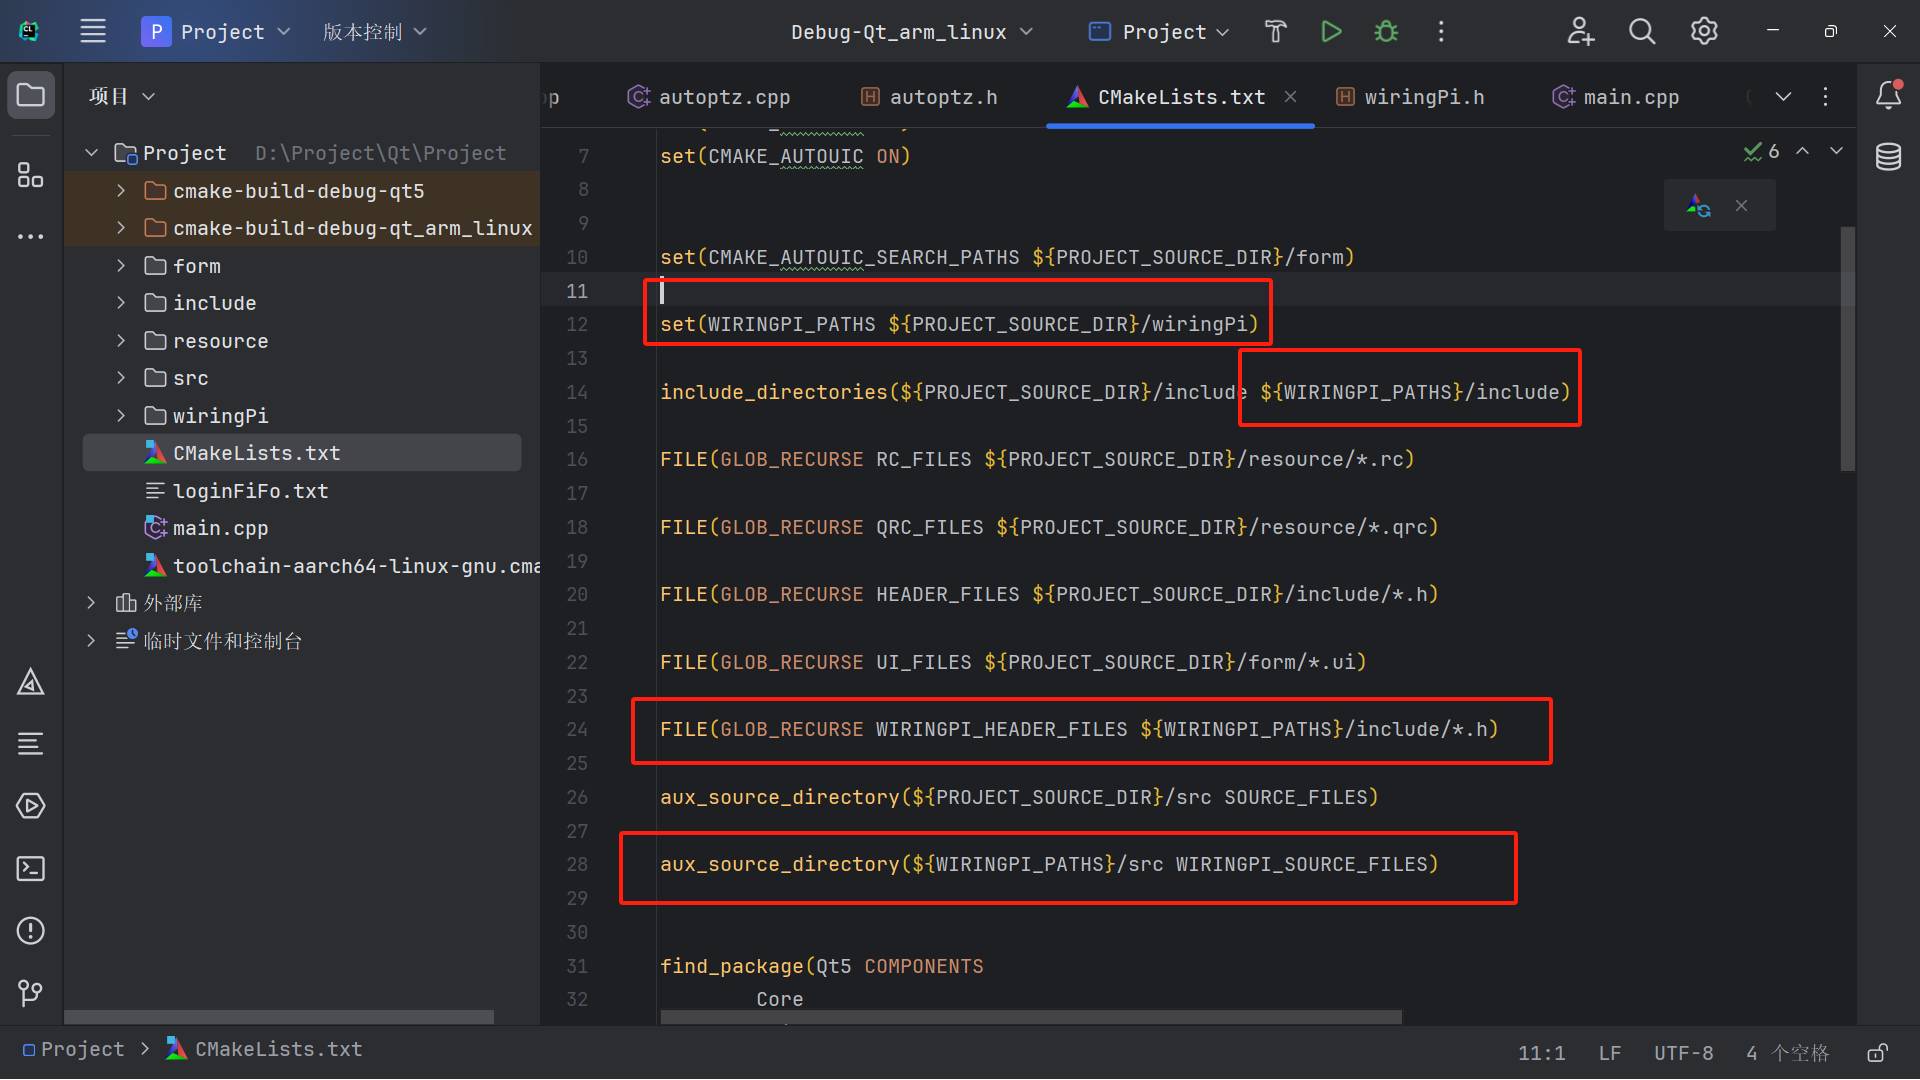 P Project 版本控制 Debug-Qt_arm_linux Project
项目
autoptz.cpp autoptz.h CMakeLists.txt wiringPi.h main.cpp
Project D:\Project\Qt\Project
cmake-build-debug-qt5
cmake-build-debug-qt_arm_linux
form
include
resource
src
wiringPi
CMakeLists.txt
loginFiFo.txt
main.cpp
toolchain-aarch64-linux-gnu.cma
外部库
临时文件和控制台
6
7 set(CMAKE_AUTOUIC ON)
8
9
10 set(CMAKE_AUTOUIC_SEARCH_PATHS ${PROJECT_SOURCE_DIR}/form)
11
12 set(WIRINGPI_PATHS ${PROJECT_SOURCE_DIR}/wiringPi)
13
14 include_directories(${PROJECT_SOURCE_DIR}/include ${WIRINGPI_PATHS}/include)
15
16 FILE(GLOB_RECURSE RC_FILES ${PROJECT_SOURCE_DIR}/resource/*.rc)
17
18 FILE(GLOB_RECURSE QRC_FILES ${PROJECT_SOURCE_DIR}/resource/*.qrc)
19
20 FILE(GLOB_RECURSE HEADER_FILES ${PROJECT_SOURCE_DIR}/include/*.h)
21
22 FILE(GLOB_RECURSE UI_FILES ${PROJECT_SOURCE_DIR}/form/*.ui)
23
24 FILE(GLOB_RECURSE WIRINGPI_HEADER_FILES ${WIRINGPI_PATHS}/include/*.h)
25
26 aux_source_directory(${PROJECT_SOURCE_DIR}/src SOURCE_FILES)
27
28 aux_source_directory(${WIRINGPI_PATHS}/src WIRINGPI_SOURCE_FILES)
29
30
31 find_package(Qt5 COMPONENTS
32 Core
Project > CMakeLists.txt 11:1 LF UTF-8 4 个空格